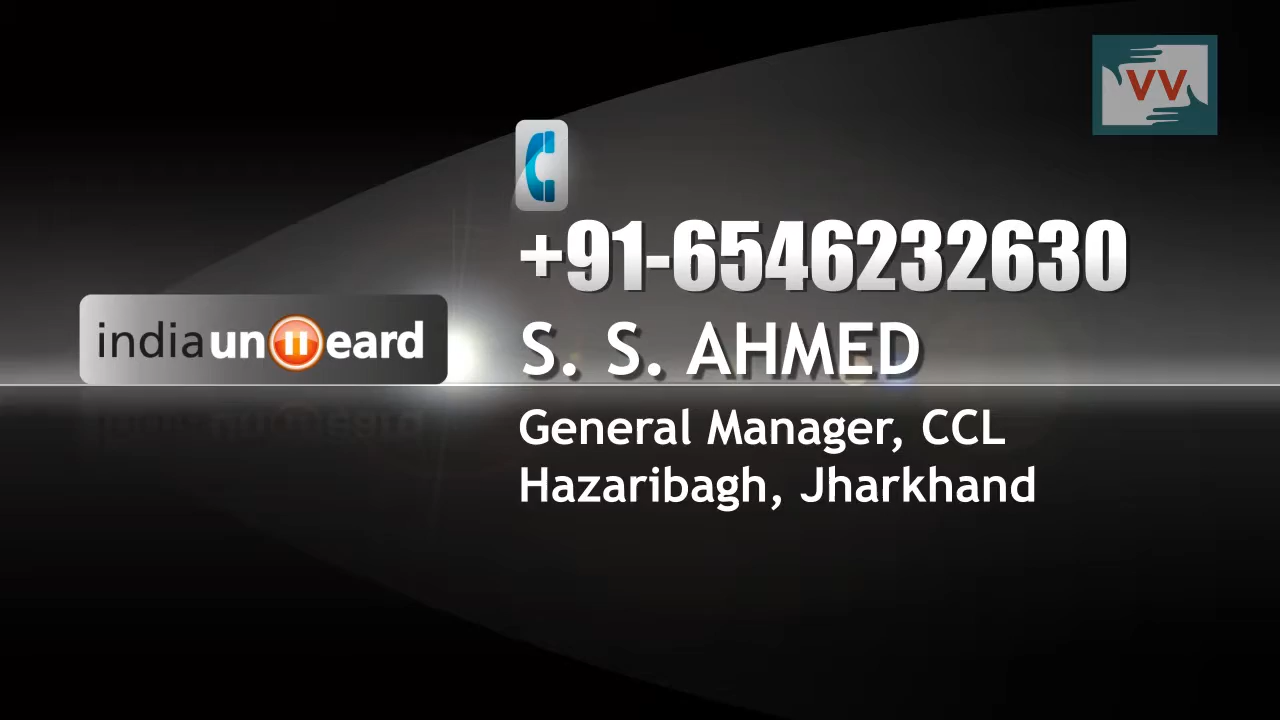 VV
+91-6546232630
india unheard
S. S. AHMED
General Manager, CCL
Hazaribagh, Jharkhand